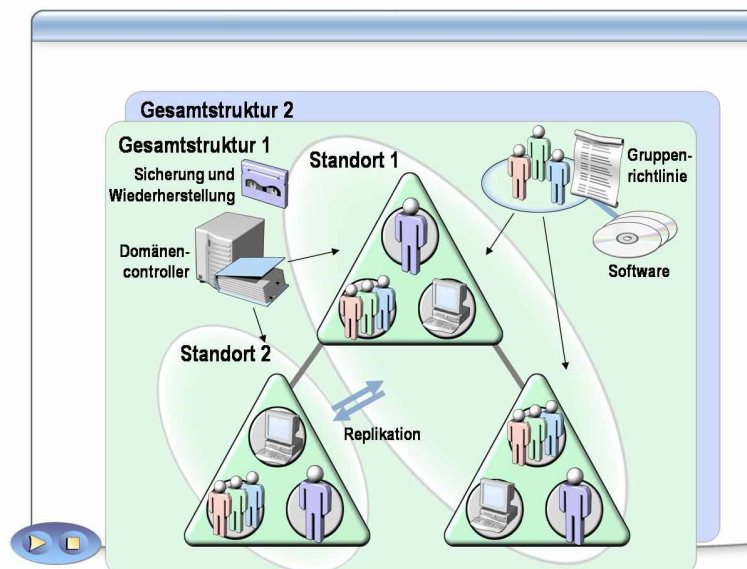 Gesamtstruktur 2
Gesamtstruktur 1
Sicherung und
Wiederherstellung
Standort 1
Gruppen-
richtlinie
Domänen-
controller
Software
Standort 2
Replikation